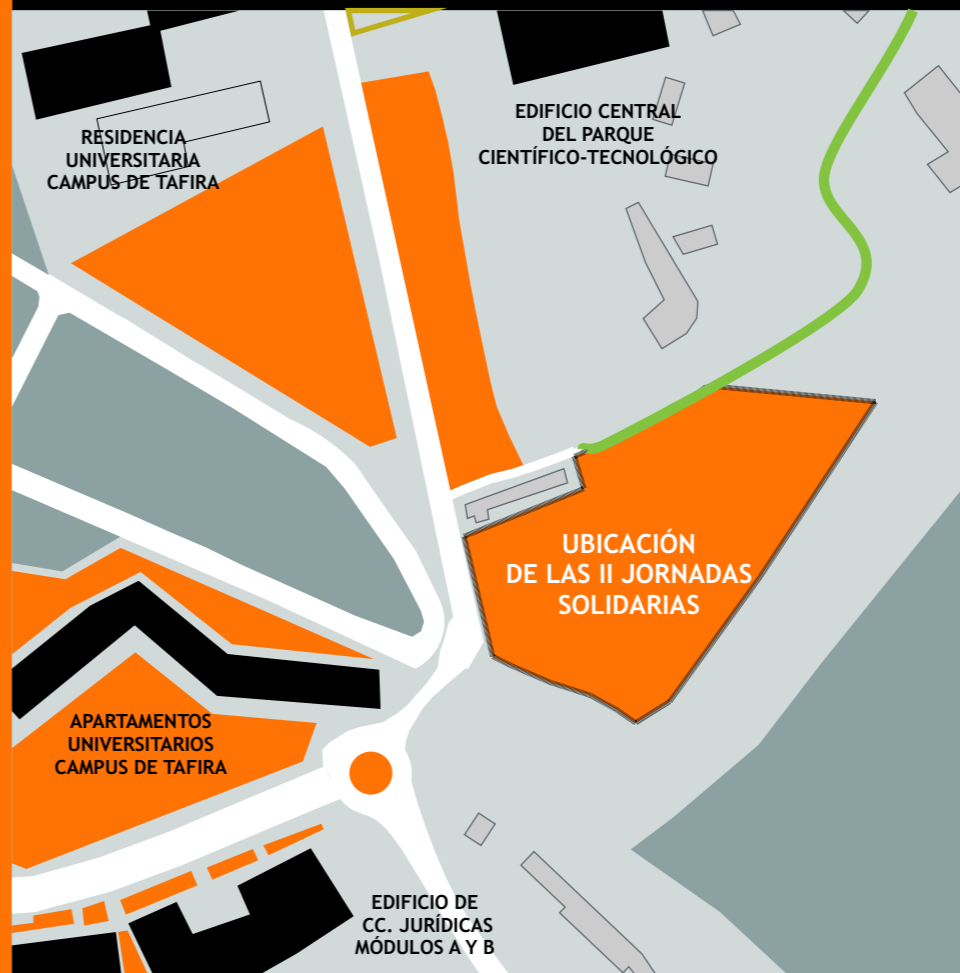 EDIFICIO CENTRAL
DEL PARQUE
CIENTÍFICO-TECNOLÓGICO
RESIDENCIA
UNIVERSITARIA
CAMPUS DE TAFIRA
UBICACIÓN
DE LAS II JORNADAS
SOLIDARIAS
APARTAMENTOS
UNIVERSITARIOS
CAMPUS DE TAFIRA
EDIFICIO DE
CC. JURÍDICAS
MÓDULOS A Y B